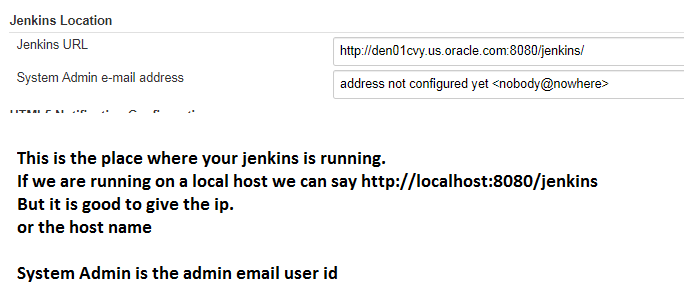 Jenkins Location
Jenkins URL
http://den01cvy.us.oracle.com:8080/jenkins/
System Admin e-mail address
address not configured yet <nobody@nowhere>
This is the place where your jenkins is running.
If we are running on a local host we can say http://localhost:8080/jenkins
But it is good to give the ip.
or the host name
System Admin is the admin email user id